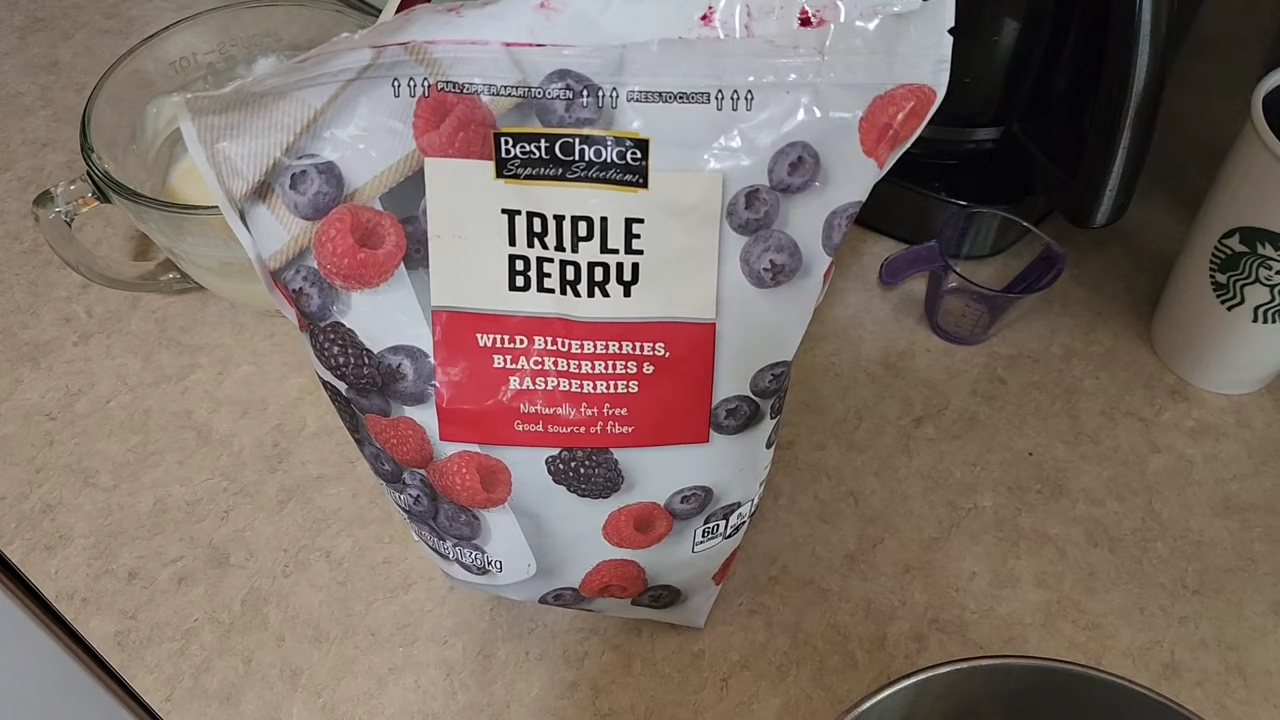 PULL ZIPPER APART TO OPEN PRESS TO CLOSE
Best Choice
Superior Selections
TRIPLE
BERRY
WILD BLUEBERRIES,
BLACKBERRIES &
RASPBERRIES
Naturally fat free
Good source of fiber
60
CALORIES
1.36 kg